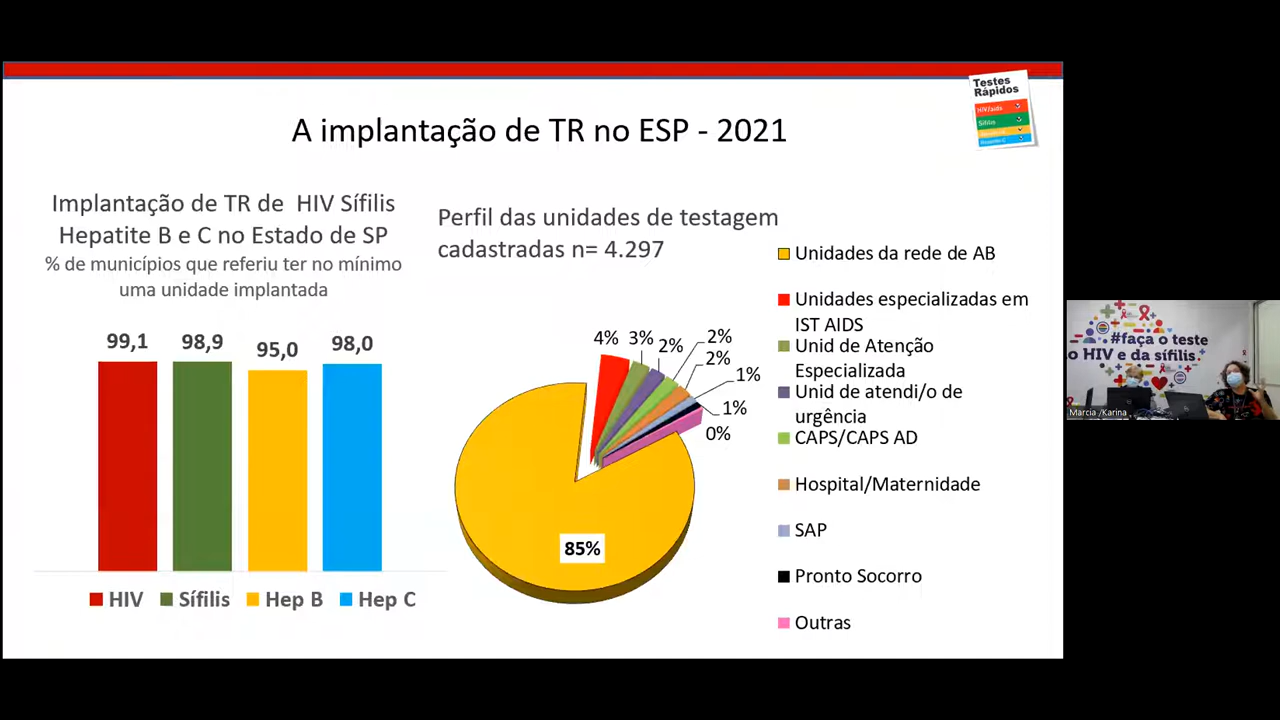 Testes
Rápidos
HIV/aids
Sífilis
A implantação de TR no ESP - 2021
Implantação de TR de HIV Sífilis
Hepatite B e C no Estado de SP
% de municípios que referiu ter no mínimo
uma unidade implantada
99,1
98,9
95,0
98,0
HIV
Sífilis
Hep B
Hep C
Perfil das unidades de testagem
cadastradas n= 4.297
4%
3%
2%
2%
2%
1%
1%
0%
85%
Unidades da rede de AB
Unidades especializadas em
IST AIDS
Unid de Atenção
Especializada
Unid de atendi/o de
urgência
CAPS/CAPS AD
Hospital/Maternidade
SAP
Pronto Socorro
Outras
#faça o teste
o HIV e da sífilis
Marcia /Karina